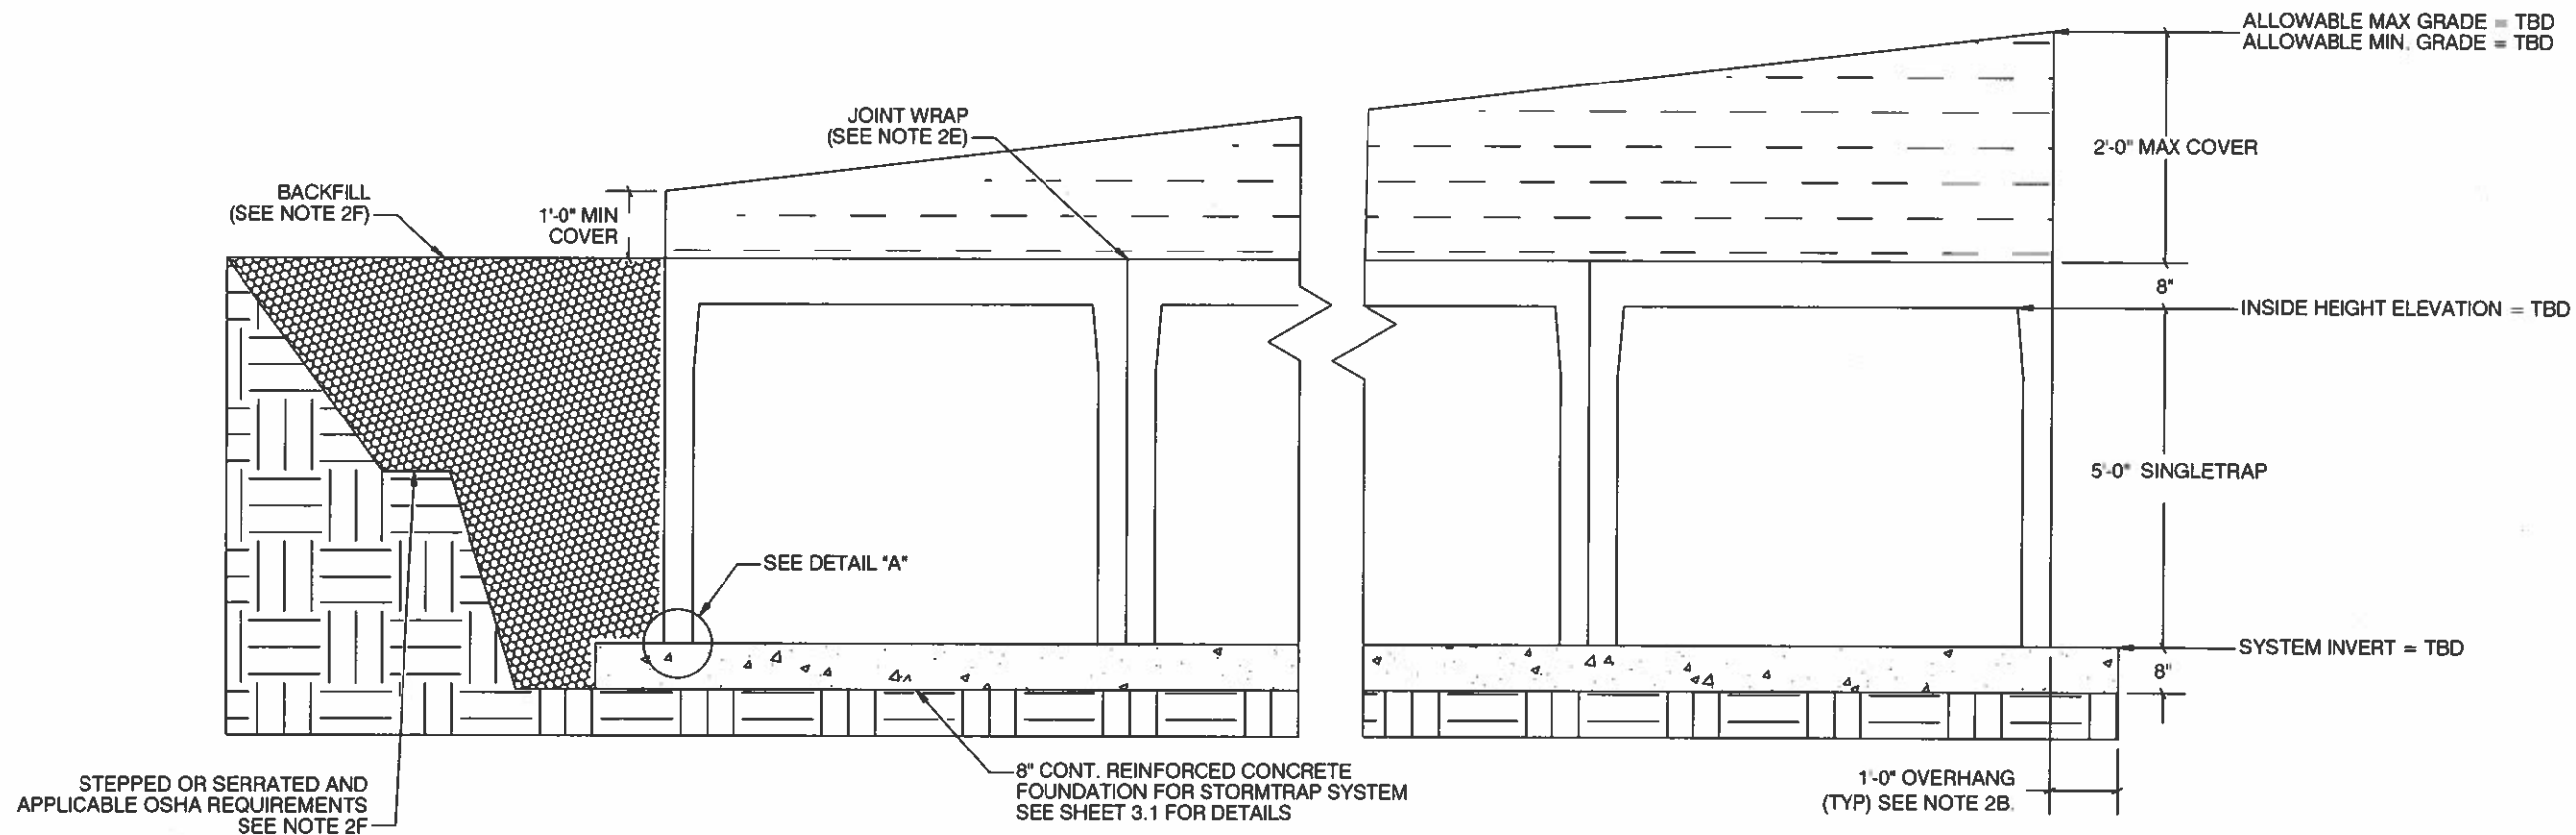 ALLOWABLE MAX GRADE = TBD
ALLOWABLE MIN. GRADE = TBD
JOINT WRAP
(SEE NOTE 2E)
2'-0" MAX COVER
BACKFILL
(SEE NOTE 2F)
1'-0" MIN
COVER
8"
INSIDE HEIGHT ELEVATION = TBD
5'-0" SINGLETRAP
SEE DETAIL "A"
SYSTEM INVERT = TBD
8"
STEPPED OR SERRATED AND
APPLICABLE OSHA REQUIREMENTS
SEE NOTE 2F
8" CONT. REINFORCED CONCRETE
FOUNDATION FOR STORMTRAP SYSTEM
SEE SHEET 3.1 FOR DETAILS
1'-0" OVERHANG
(TYP) SEE NOTE 2B.